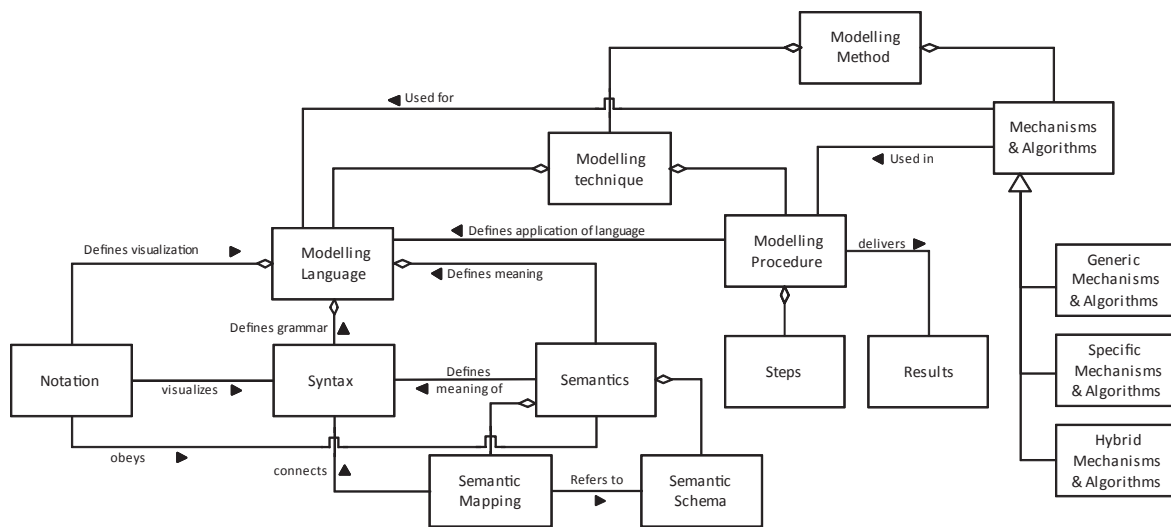 Modelling
Method
Used for
Mechanisms
& Algorithms
Modelling
technique
Used in
Defines application of language
Modelling
Procedure
delivers
Defines visualization
Modelling
Language
Defines meaning
Generic
Mechanisms
& Algorithms
Defines grammar
Notation
visualizes
Syntax
Defines
meaning of
Semantics
Steps
Results
Specific
Mechanisms
& Algorithms
obeys
connects
Semantic
Mapping
Refers to
Semantic
Schema
Hybrid
Mechanisms
& Algorithms